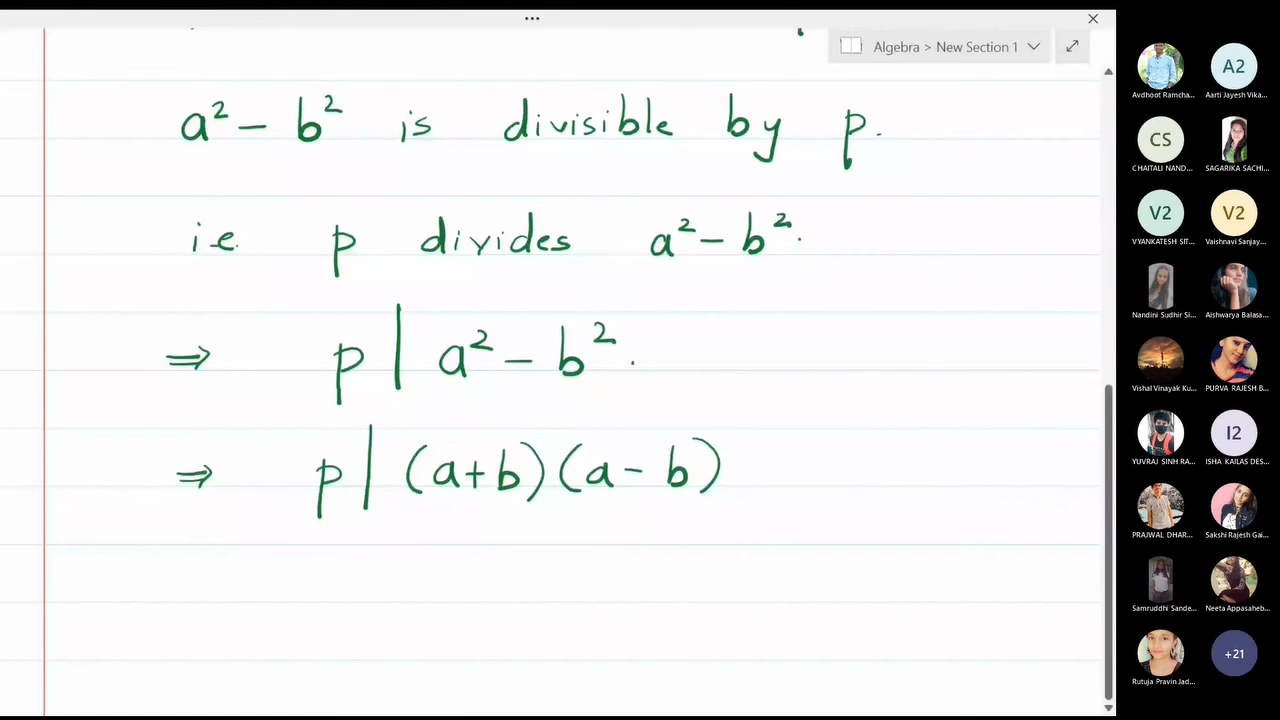 Algebra > New Section 1
a² − b² is divisible by p.
i.e. p divides a² − b².
⇒ p | a² − b².
⇒ p | (a+b)(a − b)
Avdhoot Ramcha...
A2
Aarti Jayesh Vika...
CS
CHAITALI NAND...
SAGARIKA SACHI...
V2
VYANKATESH SIT...
V2
Vaishnavi Sanjay...
Nandini Sudhir Si...
Aishwarya Balasa...
Vishal Vinayak Ku...
PURVA RAJESH B...
YUVRAJ SINH RA...
I2
ISHA KAILAS DES...
PRAJWAL DHAR...
Sakshi Rajesh Gai...
Samruddhi Sande...
Neeta Appasaheb...
Rutuja Pravin Jad...
+21